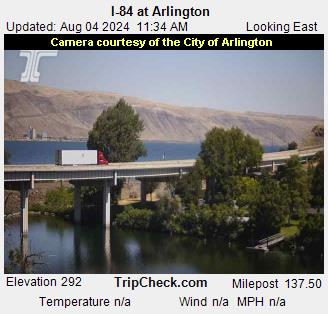 I-84 at Arlington
Updated: Aug 04 2024 11:34 AM Looking East
Camera courtesy of the City of Arlington
Elevation 292 TripCheck.com Milepost 137.50
Temperature n/a Wind n/a MPH n/a